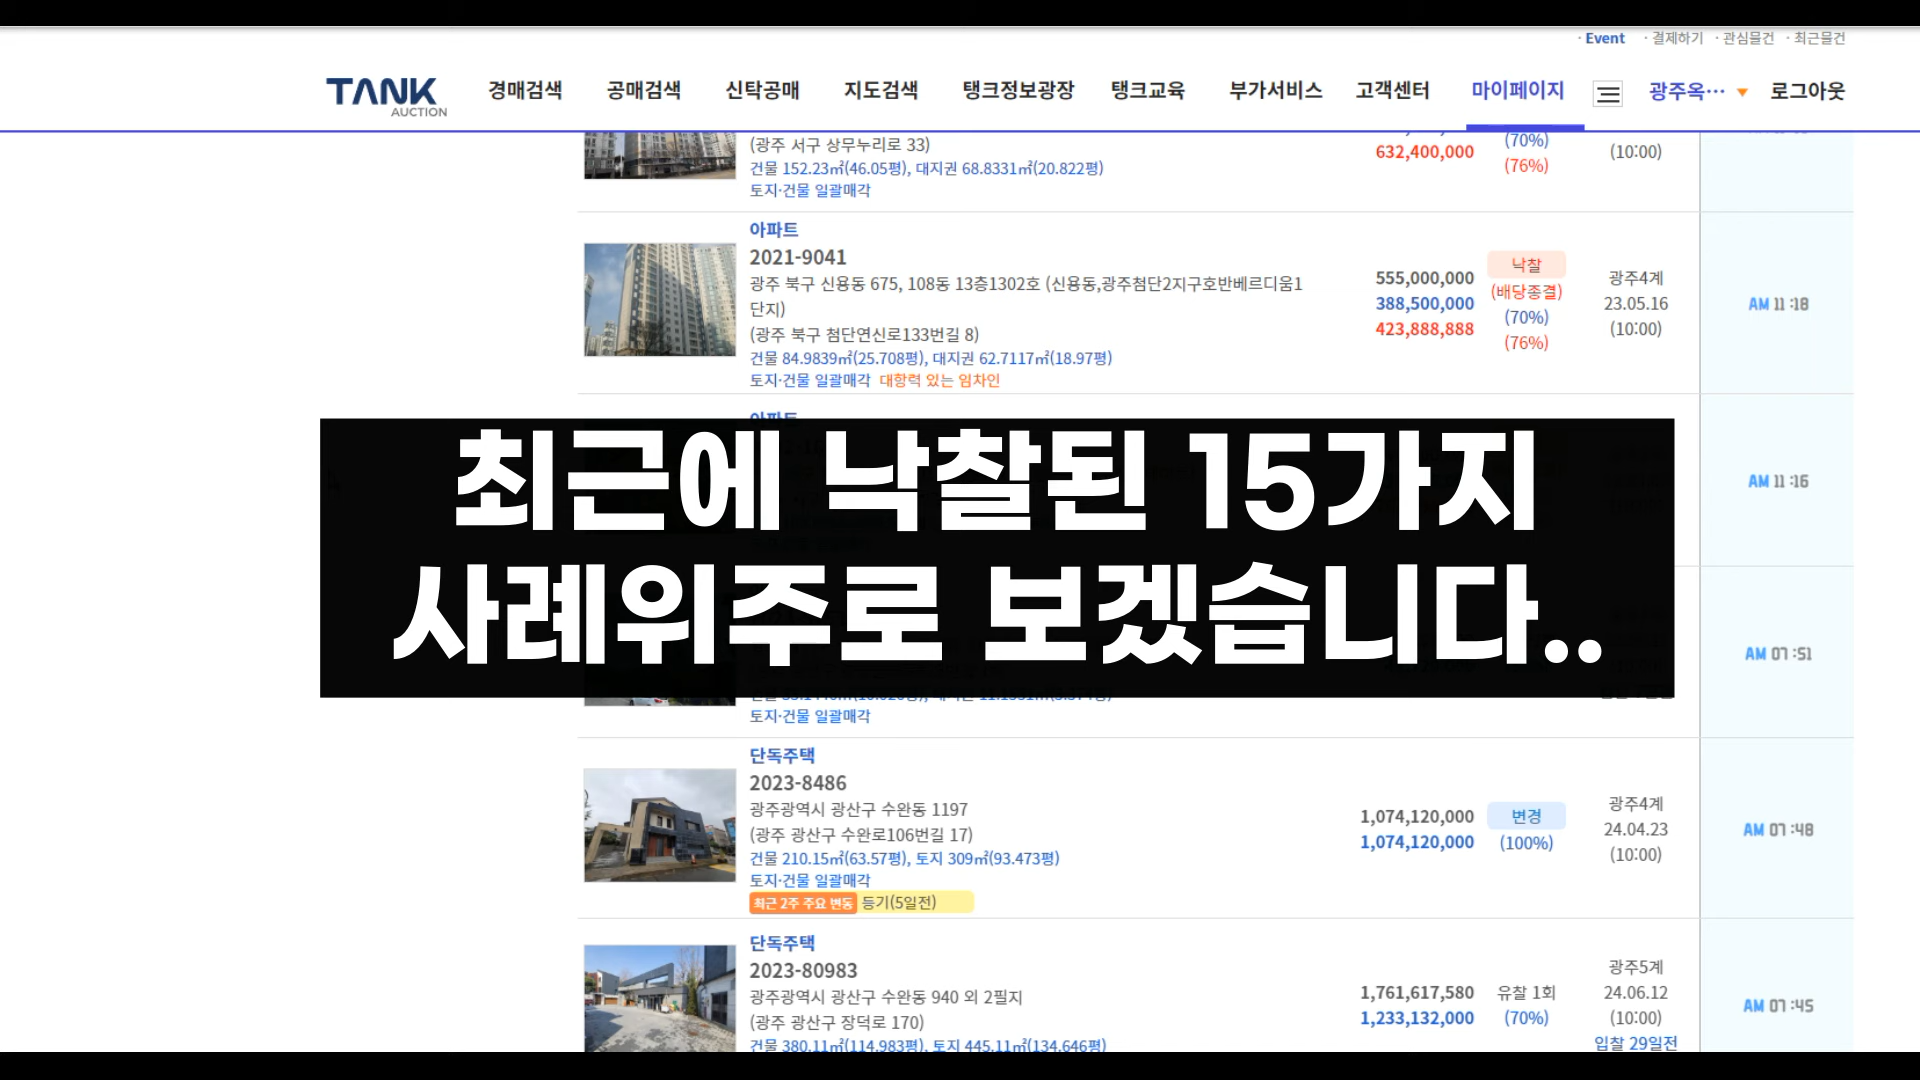 · Event · 결제하기 · 관심물건 · 최근물건
TANK AUCTION
경매검색 공매검색 신탁공매 지도검색 탱크정보광장 탱크교육 부가서비스 고객센터 마이페이지 광주옥… 로그아웃
(광주 서구 상무누리로 33)
건물 152.23㎡(46.05평), 대지권 68.8331㎡(20.822평)
토지·건물 일괄매각
632,400,000
(70%)
(76%)
(10:00)
아파트
2021-9041
광주 북구 신용동 675, 108동 13층1302호 (신용동,광주첨단2지구호반베르디움1
단지)
(광주 북구 첨단연신로133번길 8)
건물 84.9839㎡(25.708평), 대지권 62.7117㎡(18.97평)
토지·건물 일괄매각 대항력 있는 임차인
555,000,000
388,500,000
423,888,888
낙찰
(배당종결)
(70%)
(76%)
광주4계
23.05.16
(10:00)
AM 11:18
최근에 낙찰된 15가지
사례위주로 보겠습니다..
AM 11:16
AM 07:51
토지·건물 일괄매각
단독주택
2023-8486
광주광역시 광산구 수완동 1197
(광주 광산구 수완로106번길 17)
건물 210.15㎡(63.57평), 토지 309㎡(93.473평)
토지·건물 일괄매각
최근 2주 주요 변동 등기(5일전)
1,074,120,000
1,074,120,000
변경
(100%)
광주4계
24.04.23
(10:00)
AM 07:48
단독주택
2023-80983
광주광역시 광산구 수완동 940 외 2필지
(광주 광산구 장덕로 170)
건물 380.11㎡(114.983평), 토지 445.11㎡(134.646평)
1,761,617,580
1,233,132,000
유찰 1회
(70%)
광주5계
24.06.12
(10:00)
입찰 29일전
AM 07:45